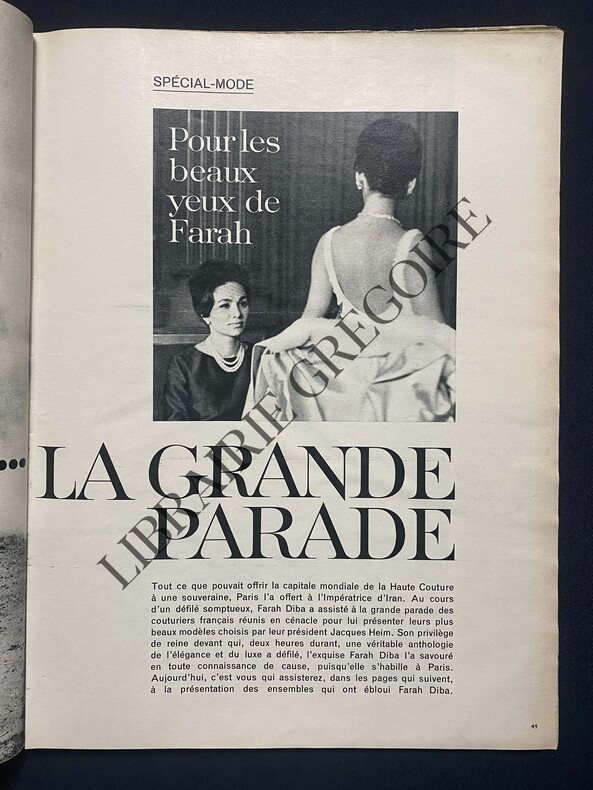 SPÉCIAL-MODE
Pour les
beaux
yeux de
Farah
LA GRANDE
PARADE
LIBRAIRIE GRÉGOIRE
Tout ce que pouvait offrir la capitale mondiale de la Haute Couture
à une souveraine, Paris l'a offert à l'Impératrice d'Iran. Au cours
d'un défilé somptueux, Farah Diba a assisté à la grande parade des
couturiers français réunis en cénacle pour lui présenter leurs plus
beaux modèles choisis par leur président Jacques Heim. Son privilège
de reine devant qui, deux heures durant, une véritable anthologie
de l'élégance et du luxe a défilé, l'exquise Farah Diba l'a savouré
en toute connaissance de cause, puisqu'elle s'habille à Paris.
Aujourd'hui, c'est vous qui assisterez, dans les pages qui suivent,
à la présentation des ensembles qui ont ébloui Farah Diba.
49